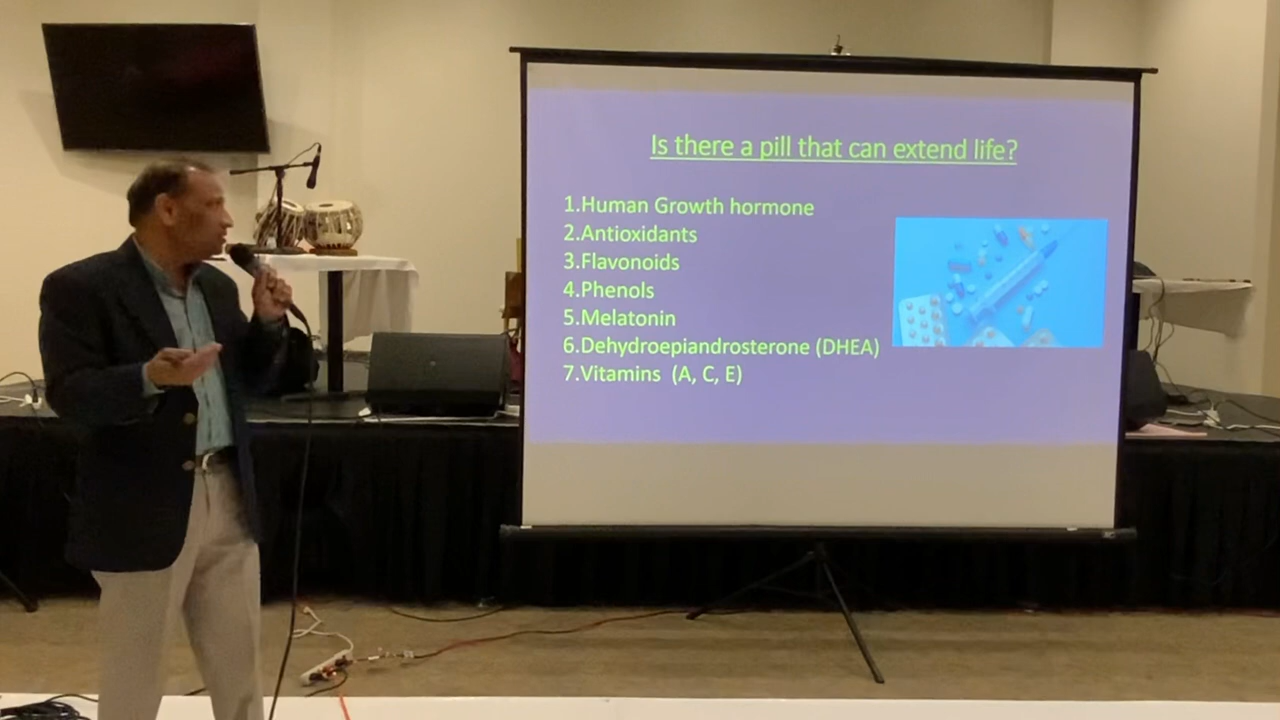 Is there a pill that can extend life?
1.Human Growth hormone
2.Antioxidants
3.Flavonoids
4.Phenols
5.Melatonin
6.Dehydroepiandrosterone (DHEA)
7.Vitamins (A, C, E)